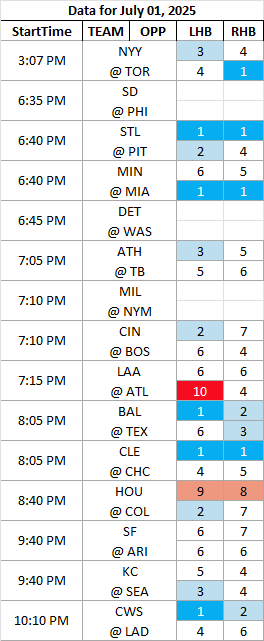 Data for July 01, 2025
StartTime TEAM OPP LHB RHB
3:07 PM NYY 3 4
@ TOR 4 1
6:35 PM SD
@ PHI
6:40 PM STL 1 1
@ PIT 2 4
6:40 PM MIN 6 5
@ MIA 1 1
6:45 PM DET
@ WAS
7:05 PM ATH 3 5
@ TB 5 6
7:10 PM MIL
@ NYM
7:10 PM CIN 2 7
@ BOS 6 4
7:15 PM LAA 6 6
@ ATL 10 4
8:05 PM BAL 1 2
@ TEX 6 3
8:05 PM CLE 1 1
@ CHC 4 5
8:40 PM HOU 9 8
@ COL 2 7
9:40 PM SF 6 7
@ ARI 6 6
9:40 PM KC 5 4
@ SEA 3 4
10:10 PM CWS 1 2
@ LAD 4 6